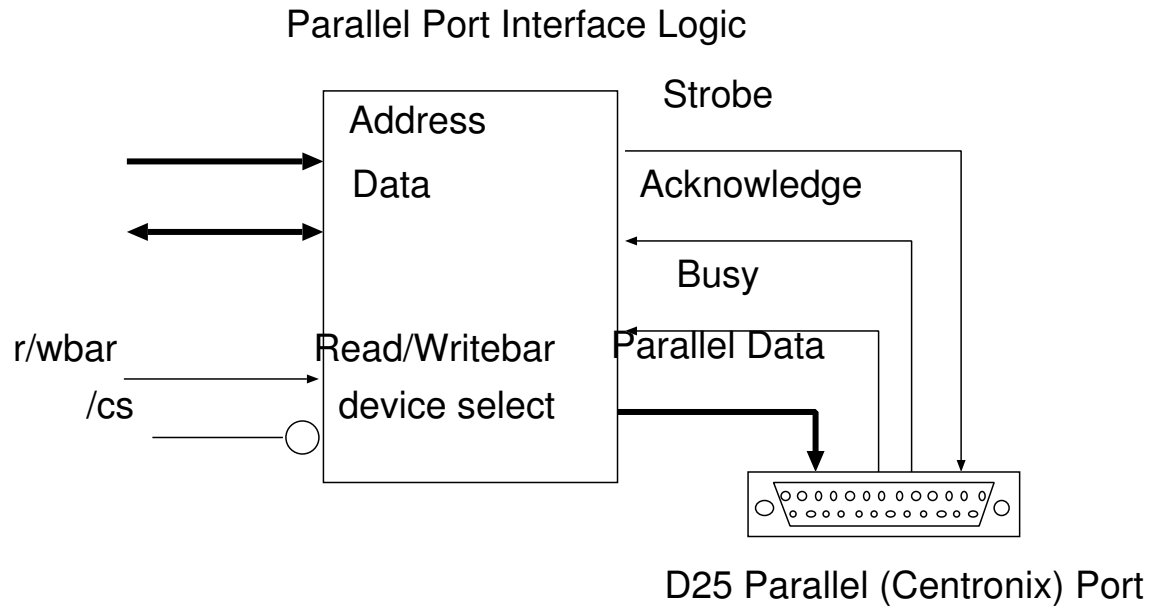 Parallel Port Interface Logic
Strobe
Address
Data
Acknowledge
Busy
r/wbar
Read/Writebar
Parallel Data
/cs
device select
D25 Parallel (Centronix) Port